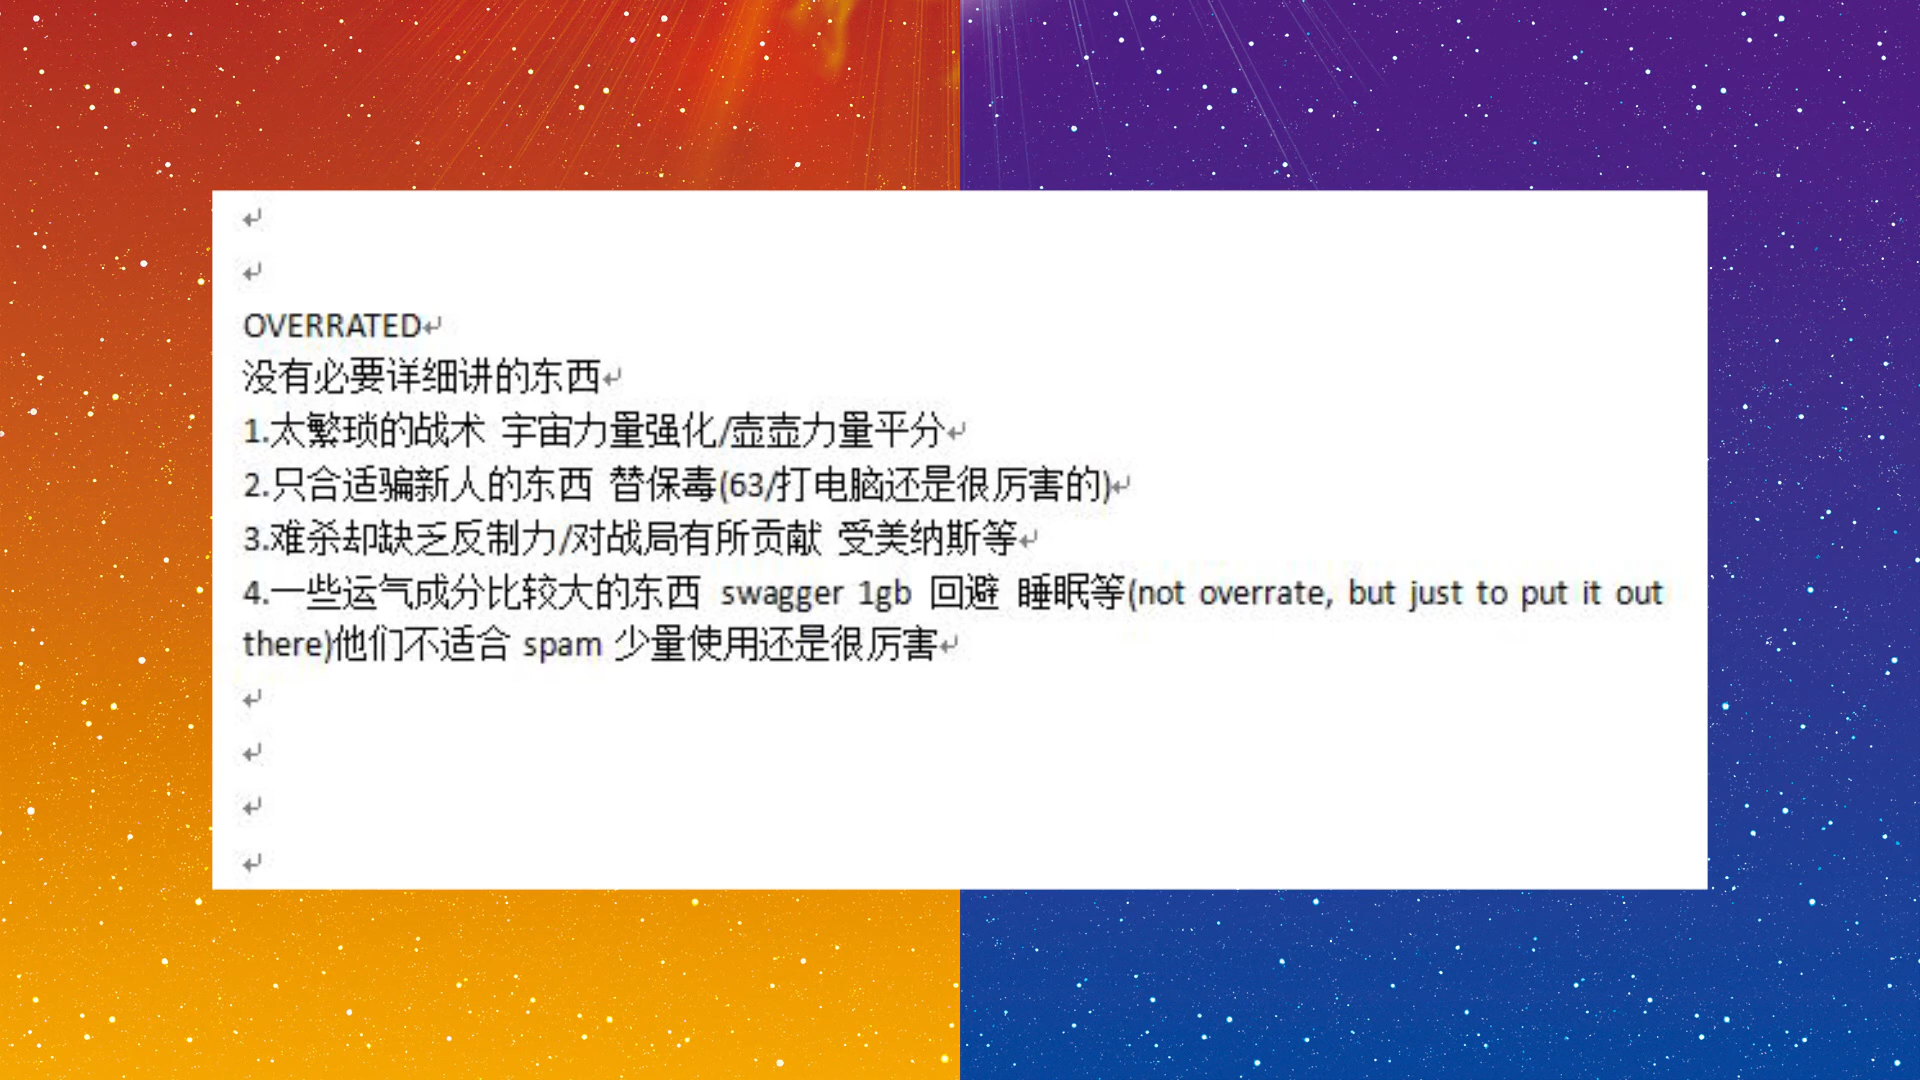 OVERRATED
没有必要详细讲的东西
1.太繁琐的战术 宇宙力量强化/壶壶力量平分
2.只合适骗新人的东西 替保毒(63/打电脑还是很厉害的)
3.难杀却缺乏反制力/对战局有所贡献 受美纳斯等
4.一些运气成分比较大的东西 swagger 1gb 回避 睡眠等(not overrate, but just to put it out
there)他们不适合 spam 少量使用还是很厉害